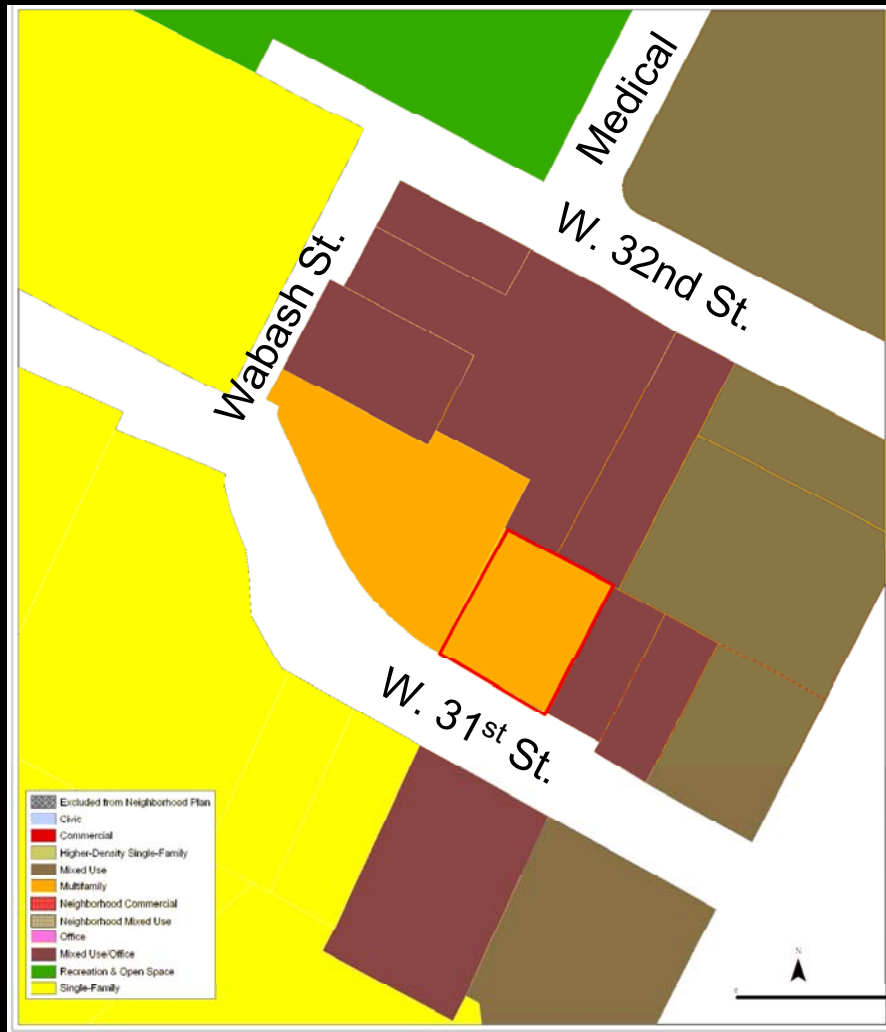 Medical
W. 32nd St.
Wabash St.
W. 31st St.
Excluded from Neighborhood Plan
Civic
Commercial
Higher-Density Single-Family
Mixed Use
Multifamily
Neighborhood Commercial
Neighborhood Mixed Use
Office
Mixed Use/Office
Recreation & Open Space
Single-Family
N